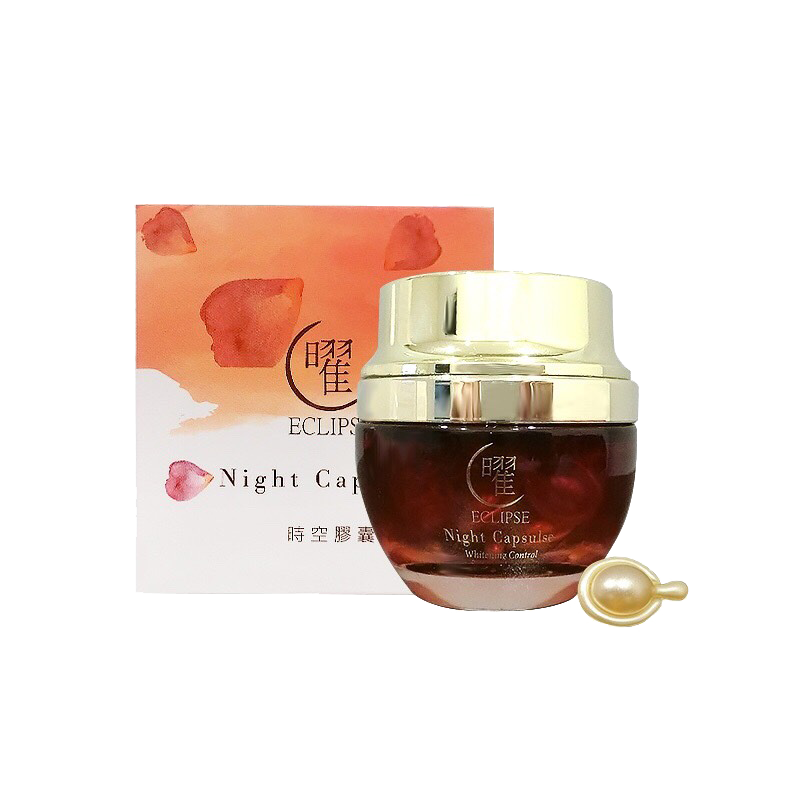 曜
ECLIPSE
Night Cap
時空膠囊
曜
ECLIPSE
Night Capsulse
Whitening Control